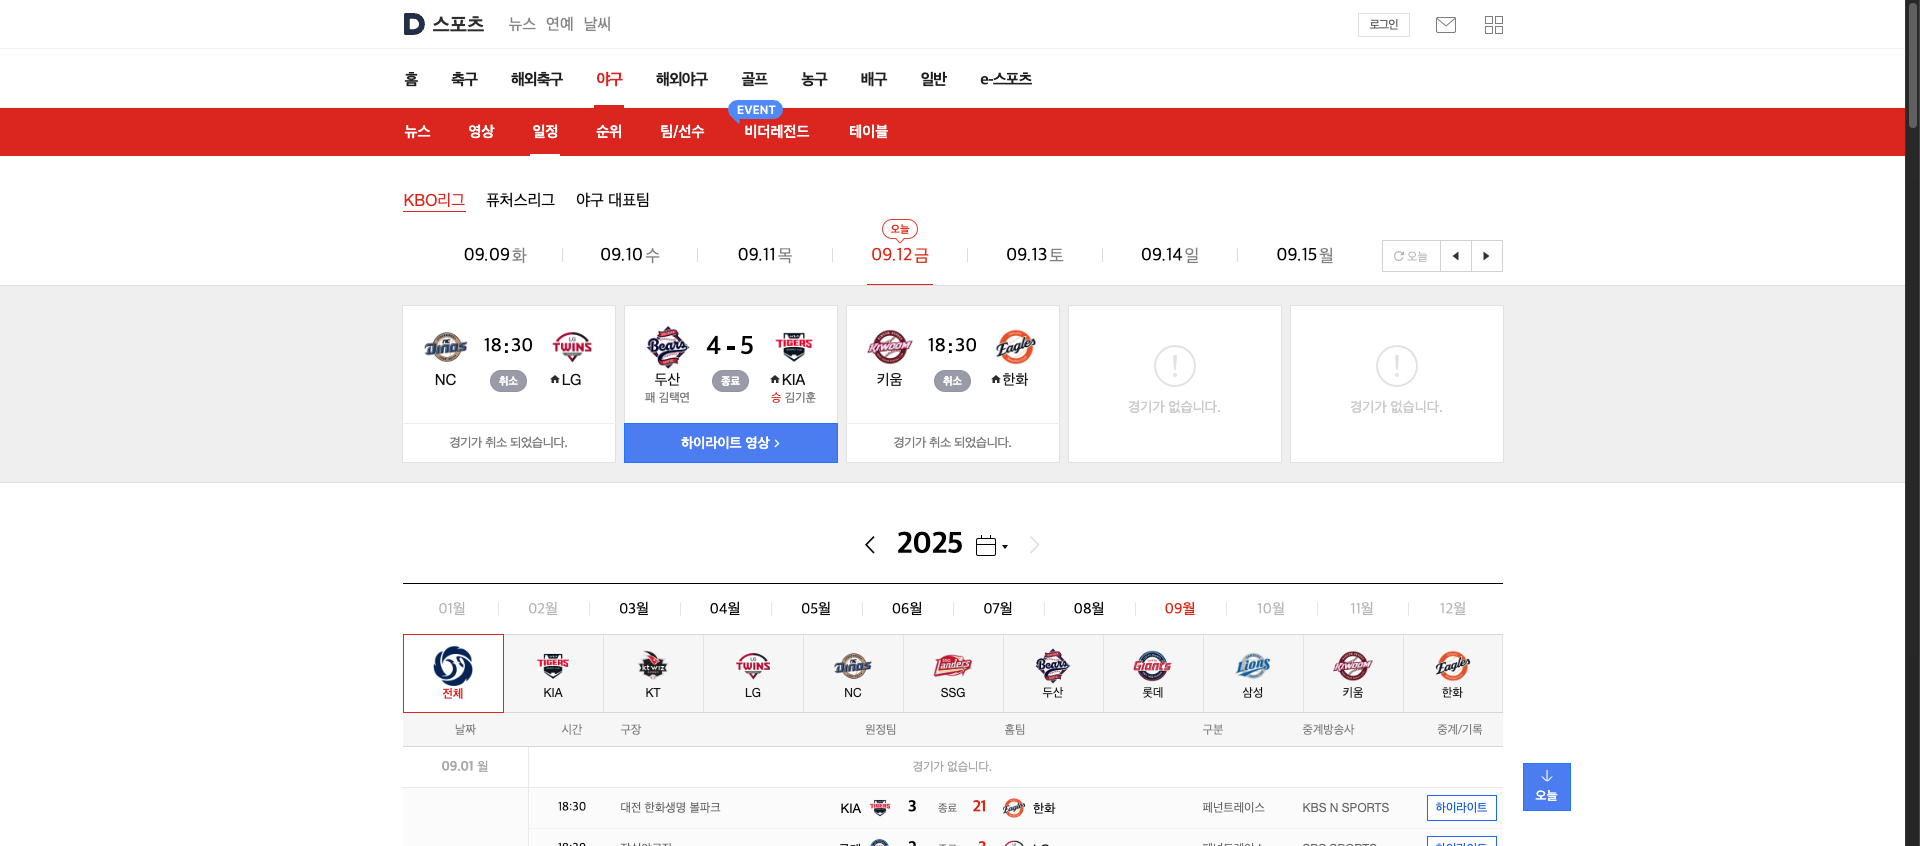 D 스포츠 뉴스 연예 날씨 로그인
홈 축구 해외축구 야구 해외야구 골프 농구 배구 일반 e-스포츠
EVENT
뉴스 영상 일정 순위 팀/선수 비더레전드 테이블
KBO리그 퓨처스리그 야구 대표팀
오늘
09.09 화 09.10 수 09.11 목 09.12 금 09.13 토 09.14 일 09.15 월 오늘
NC 18:30 취소 LG
경기가 취소 되었습니다.
두산 4 - 5 종료 KIA
패 김택연 승 김기훈
하이라이트 영상
키움 18:30 취소 한화
경기가 취소 되었습니다.
경기가 없습니다.
경기가 없습니다.
2025
01월 02월 03월 04월 05월 06월 07월 08월 09월 10월 11월 12월
전체 KIA KT LG NC SSG 두산 롯데 삼성 키움 한화
날짜 시간 구장 원정팀 홈팀 구분 중계방송사 중계/기록
09.01 월 경기가 없습니다.
18:30 대전 한화생명 볼파크 KIA 3 종료 21 한화 페넌트레이스 KBS N SPORTS 하이라이트
오늘